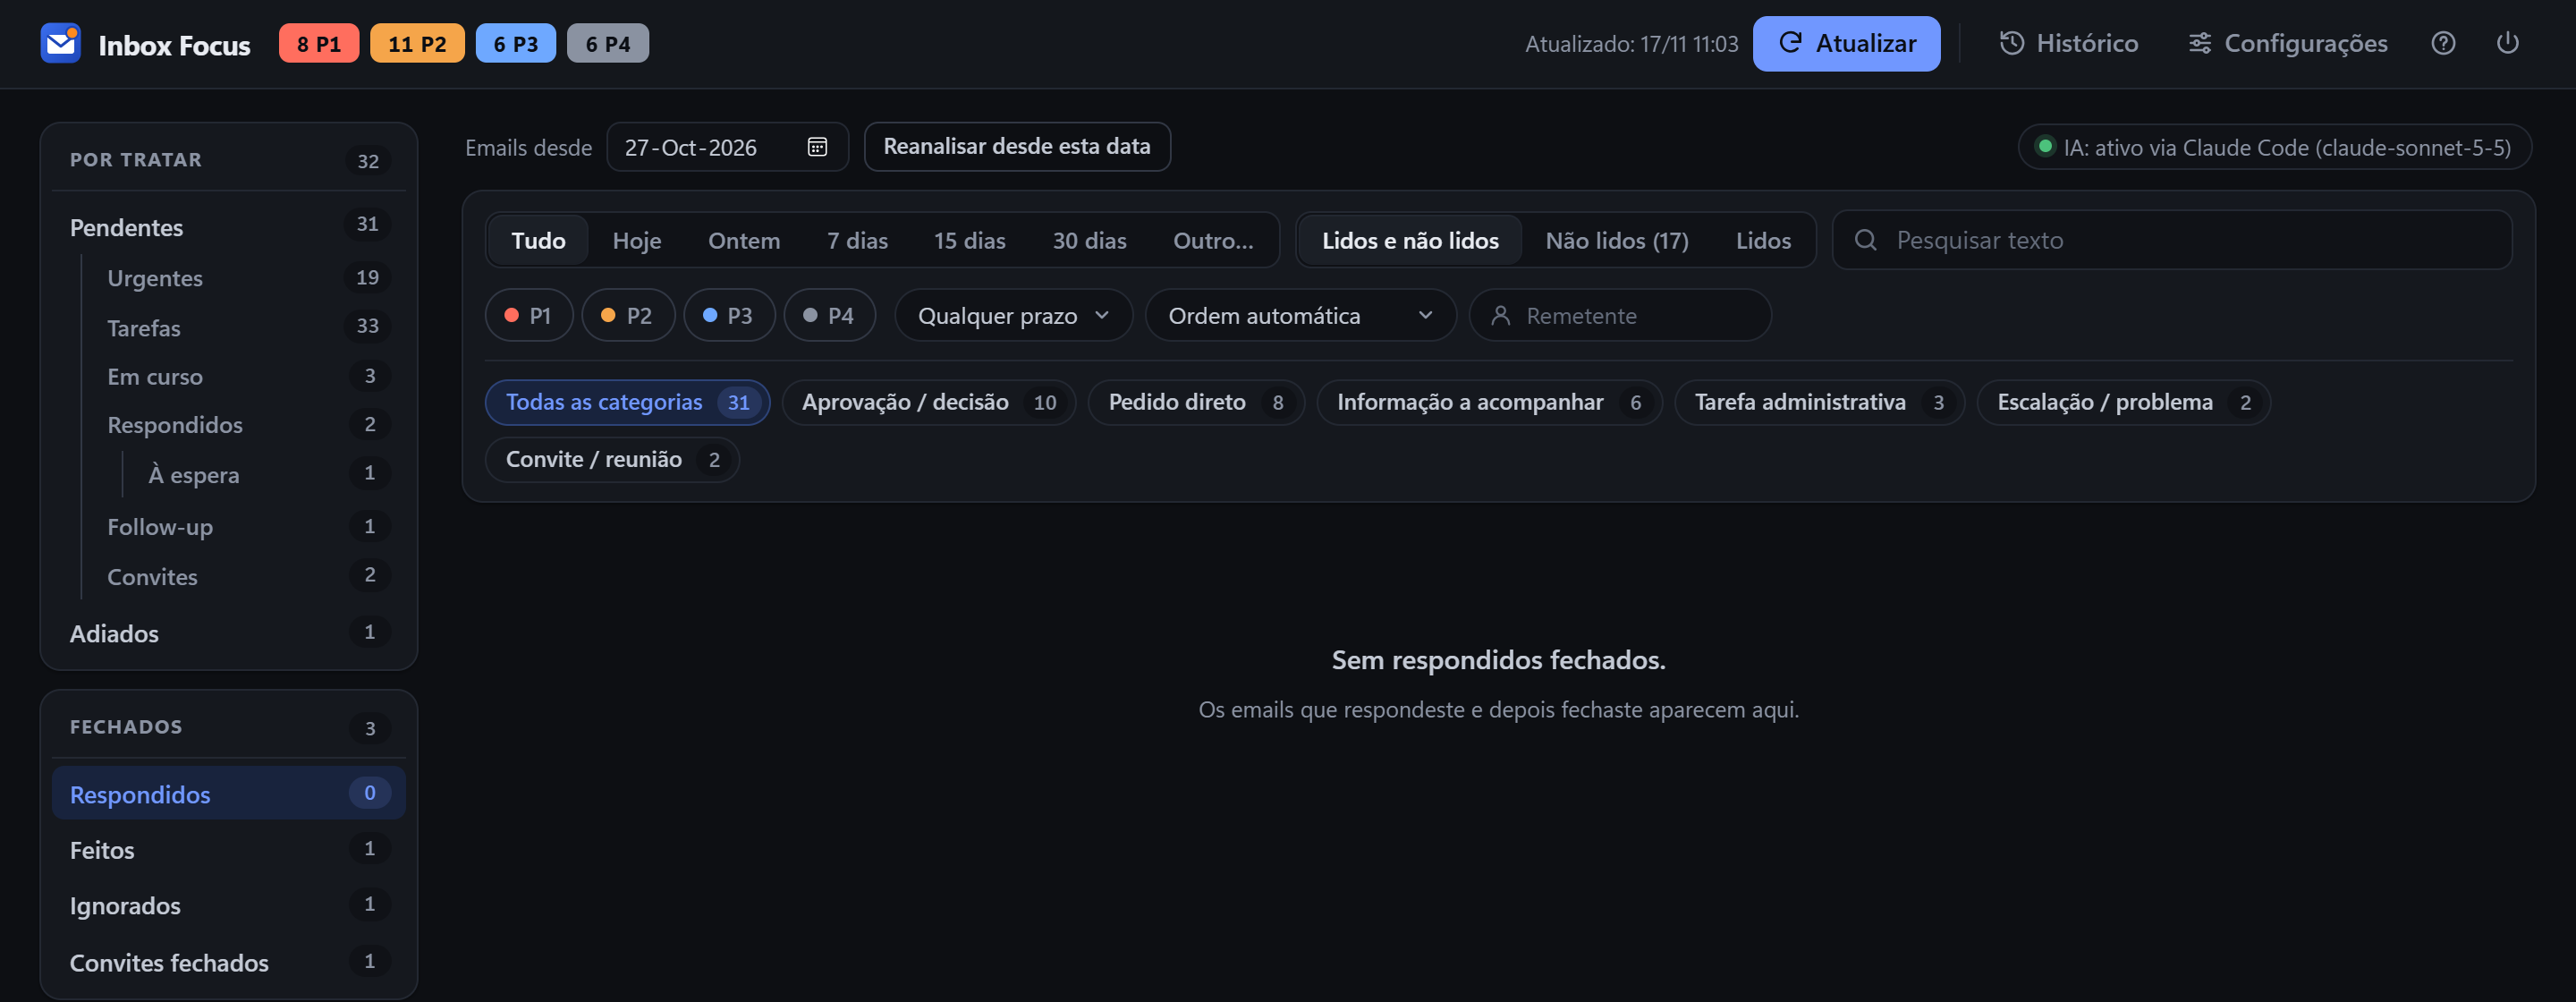 Inbox Focus 8 P1 11 P2 6 P3 6 P4 Atualizado: 17/11 11:03 Atualizar Histórico Configurações
POR TRATAR 32
Pendentes 31
Urgentes 19
Tarefas 33
Em curso 3
Respondidos 2
À espera 1
Follow-up 1
Convites 2
Adiados 1
FECHADOS 3
Respondidos 0
Feitos 1
Ignorados 1
Convites fechados 1
Emails desde 27-Oct-2026 Reanalisar desde esta data IA: ativo via Claude Code (claude-sonnet-5-5)
Tudo Hoje Ontem 7 dias 15 dias 30 dias Outro... Lidos e não lidos Não lidos (17) Lidos Pesquisar texto
P1 P2 P3 P4 Qualquer prazo Ordem automática Remetente
Todas as categorias 31 Aprovação / decisão 10 Pedido direto 8 Informação a acompanhar 6 Tarefa administrativa 3 Escalação / problema 2
Convite / reunião 2
Sem respondidos fechados.
Os emails que respondeste e depois fechaste aparecem aqui.